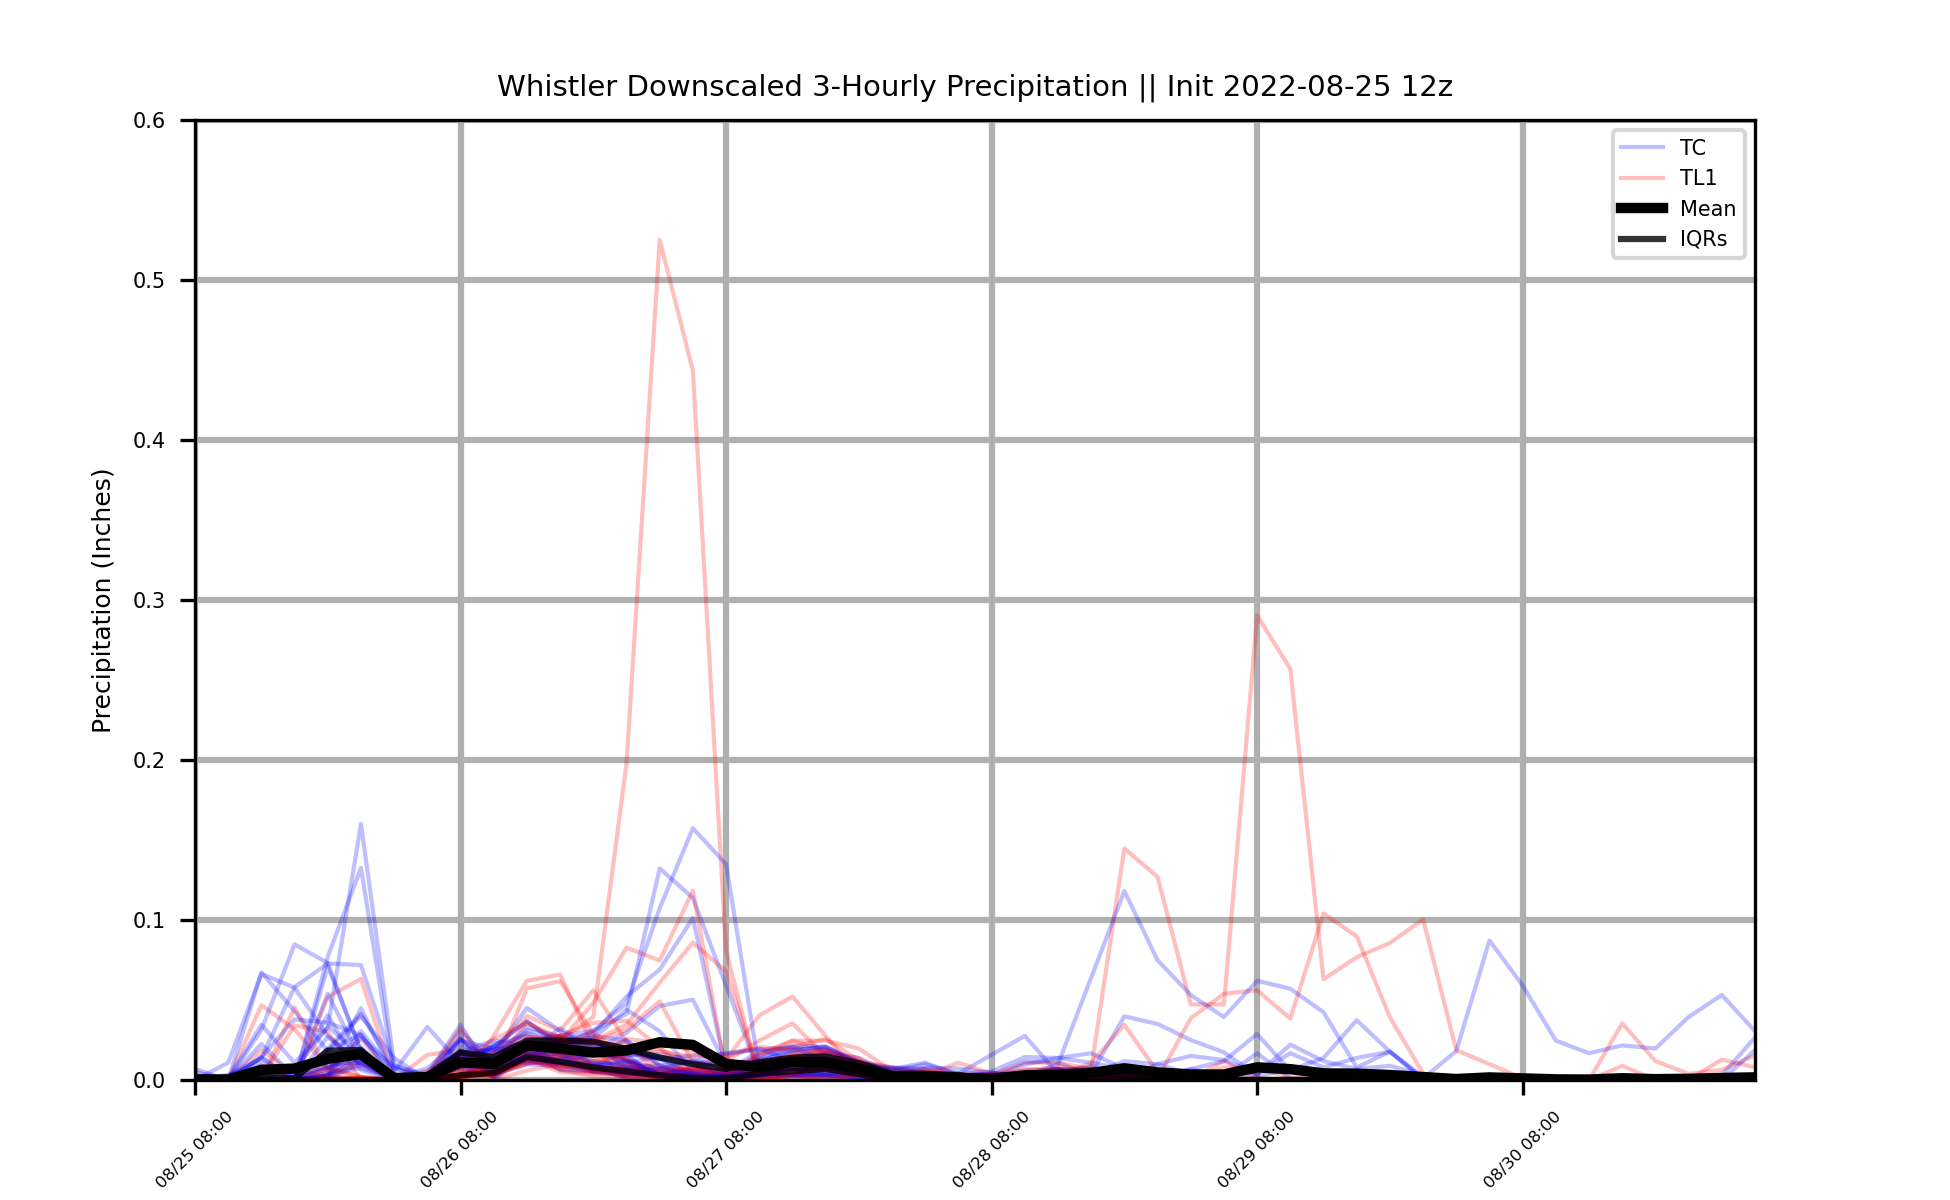 Whistler Downscaled 3-Hourly Precipitation || Init 2022-08-25 12z
TC
TL1
Mean
IQRs
Precipitation (Inches)
0.6
0.5
0.4
0.3
0.2
0.1
0.0
08/25 08:00
08/26 08:00
08/27 08:00
08/28 08:00
08/29 08:00
08/30 08:00